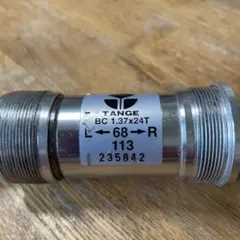 TANGE
BC 1.37x24T
L ← 68 → R
113
235842